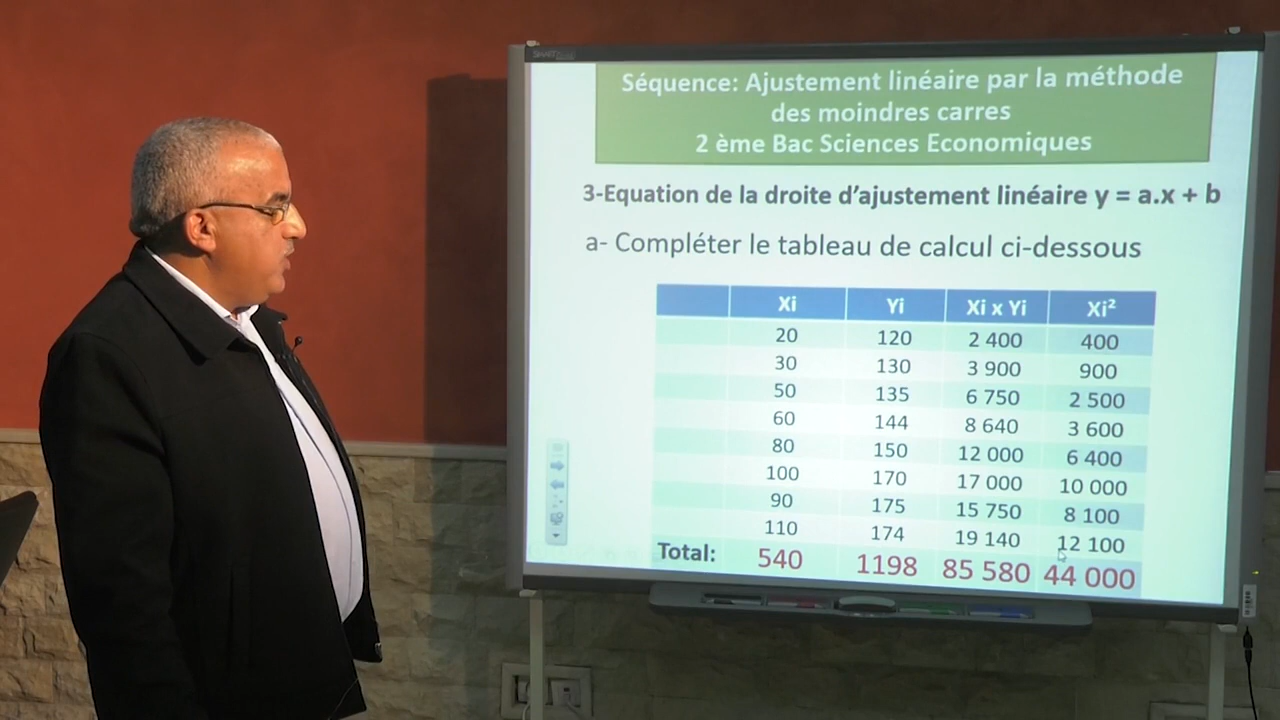 SMART
Séquence: Ajustement linéaire par la méthode
des moindres carres
2 ème Bac Sciences Economiques
3-Equation de la droite d’ajustement linéaire y = a.x + b
a- Compléter le tableau de calcul ci-dessous
Xi Yi Xi x Yi Xi²
20 120 2 400 400
30 130 3 900 900
50 135 6 750 2 500
60 144 8 640 3 600
80 150 12 000 6 400
100 170 17 000 10 000
90 175 15 750 8 100
110 174 19 140 12 100
Total: 540 1198 85 580 44 000